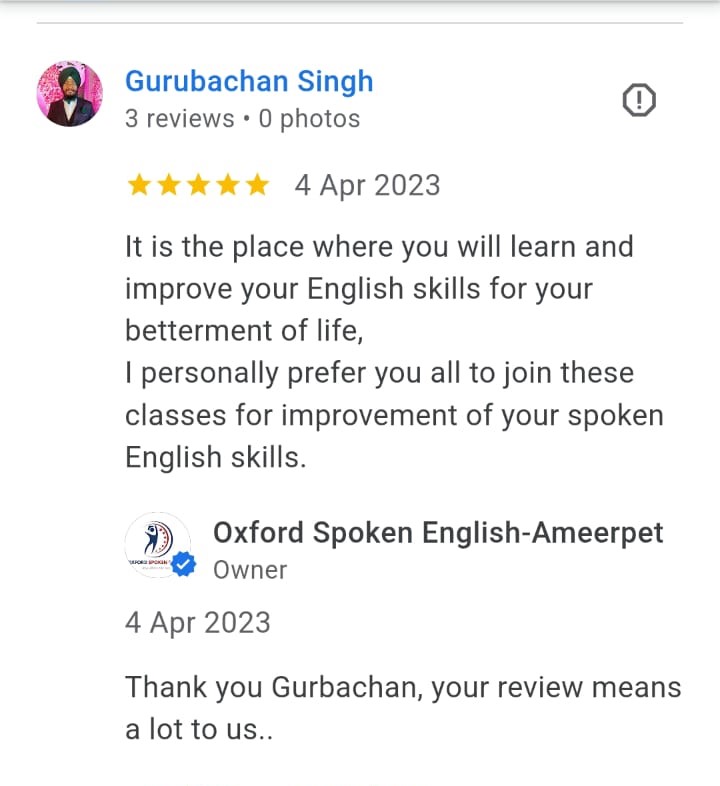 Gurubachan Singh
3 reviews • 0 photos
4 Apr 2023
It is the place where you will learn and
improve your English skills for your
betterment of life,
I personally prefer you all to join these
classes for improvement of your spoken
English skills.
Oxford Spoken English-Ameerpet
Owner
4 Apr 2023
Thank you Gurbachan, your review means
a lot to us..